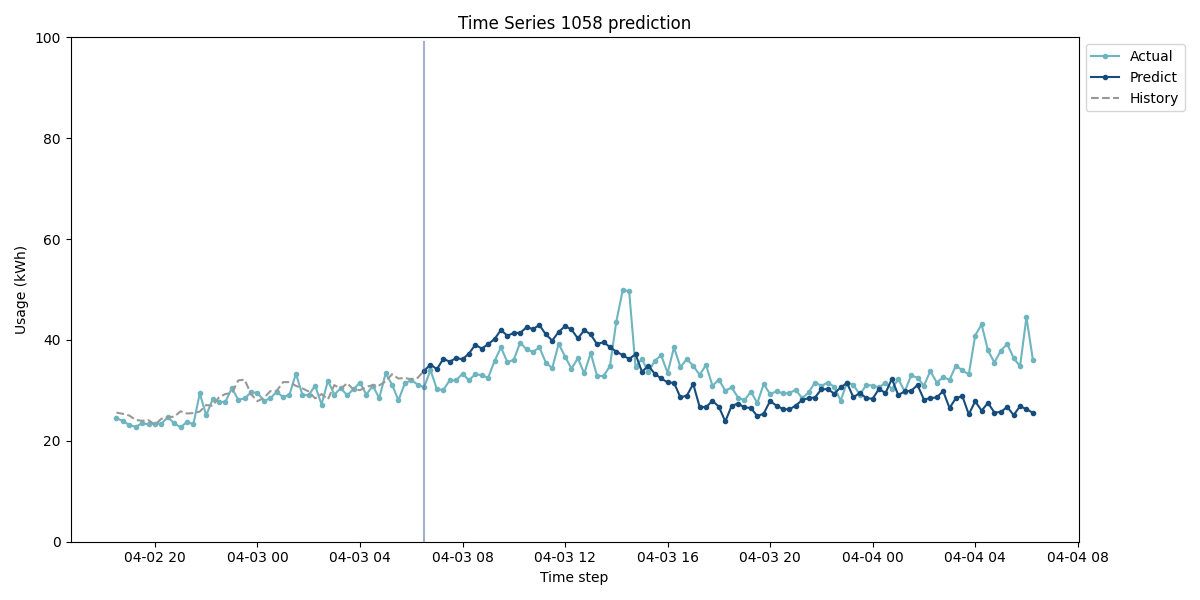 Time Series 1058 prediction
Actual
Predict
History
Usage (kWh)
100
80
60
40
20
0
04-02 20
04-03 00
04-03 04
04-03 08
04-03 12
04-03 16
04-03 20
04-04 00
04-04 04
04-04 08
Time step